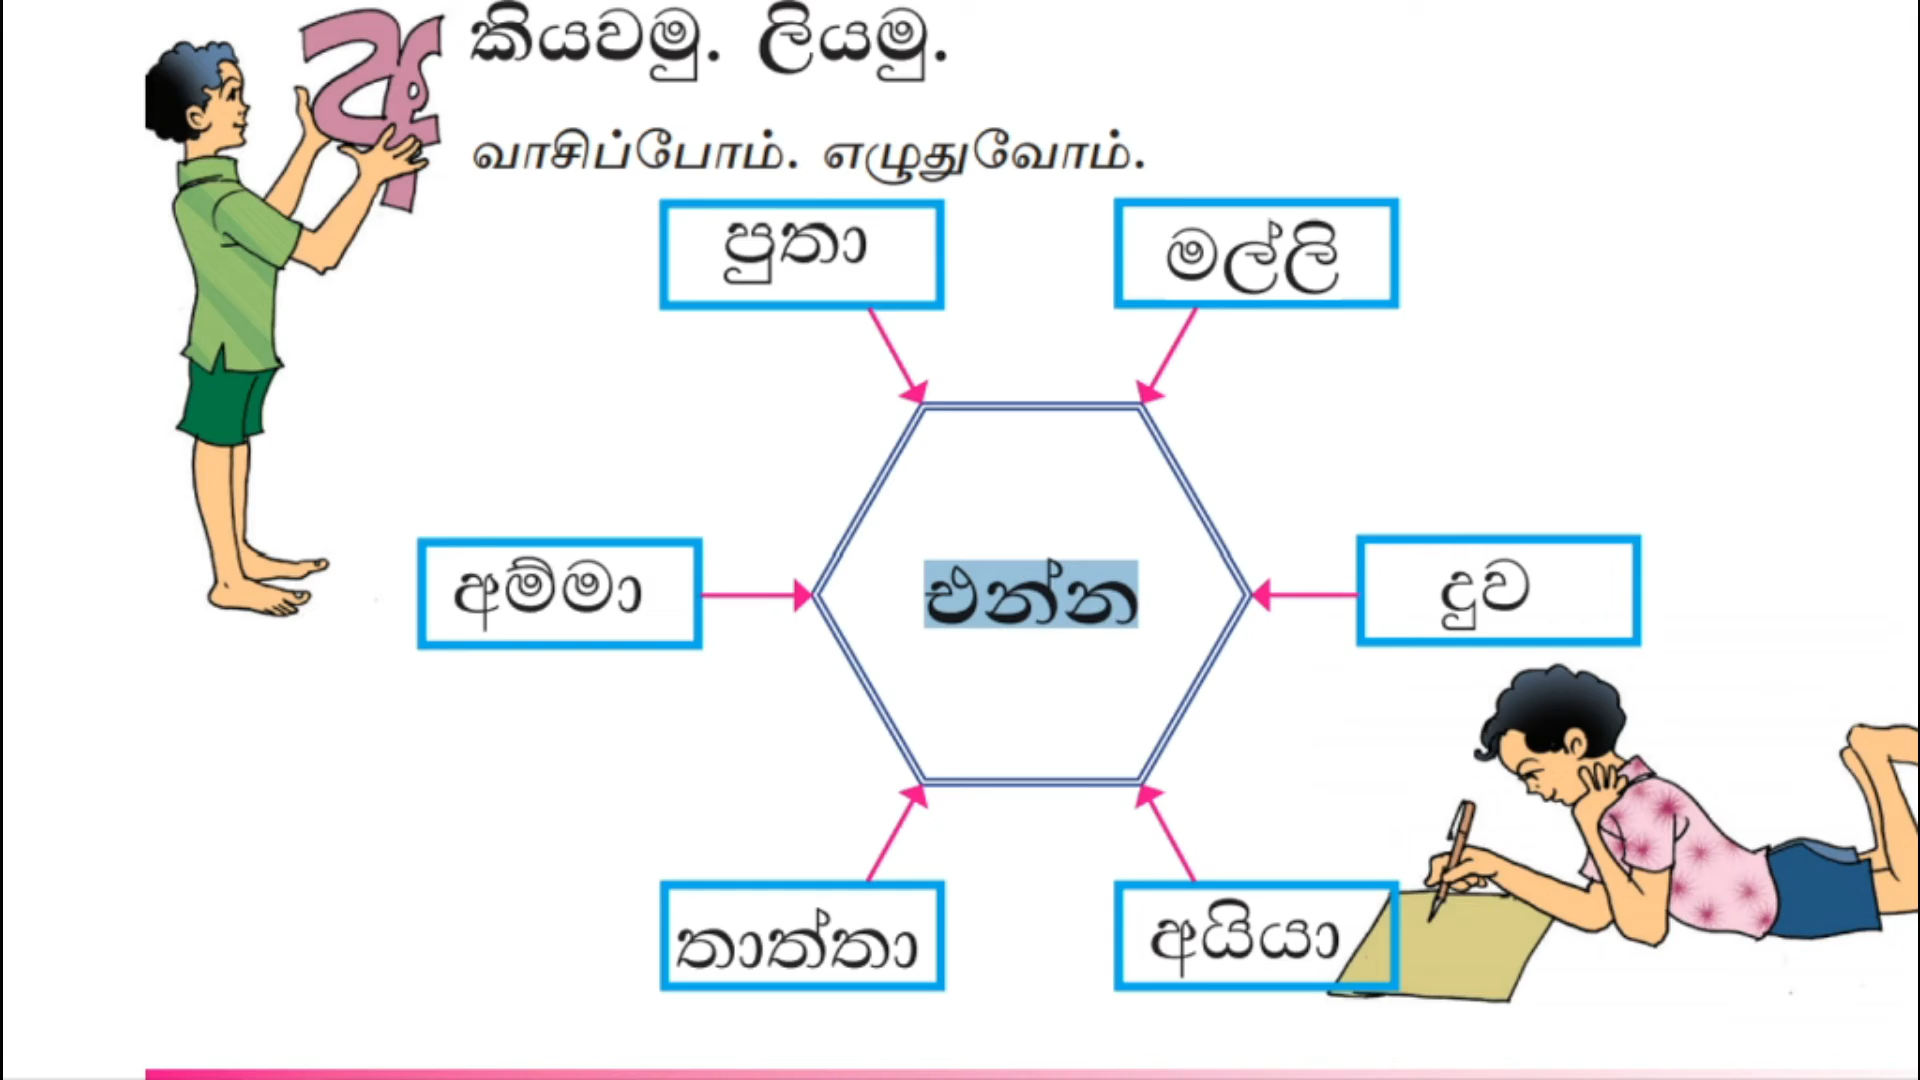 අ
කියවමු. ලියමු.
வாசிப்போம். எழுதுவோம்.
පුතා
මල්ලි
අම්මා
එන්න
දුව
තාත්තා
අයියා